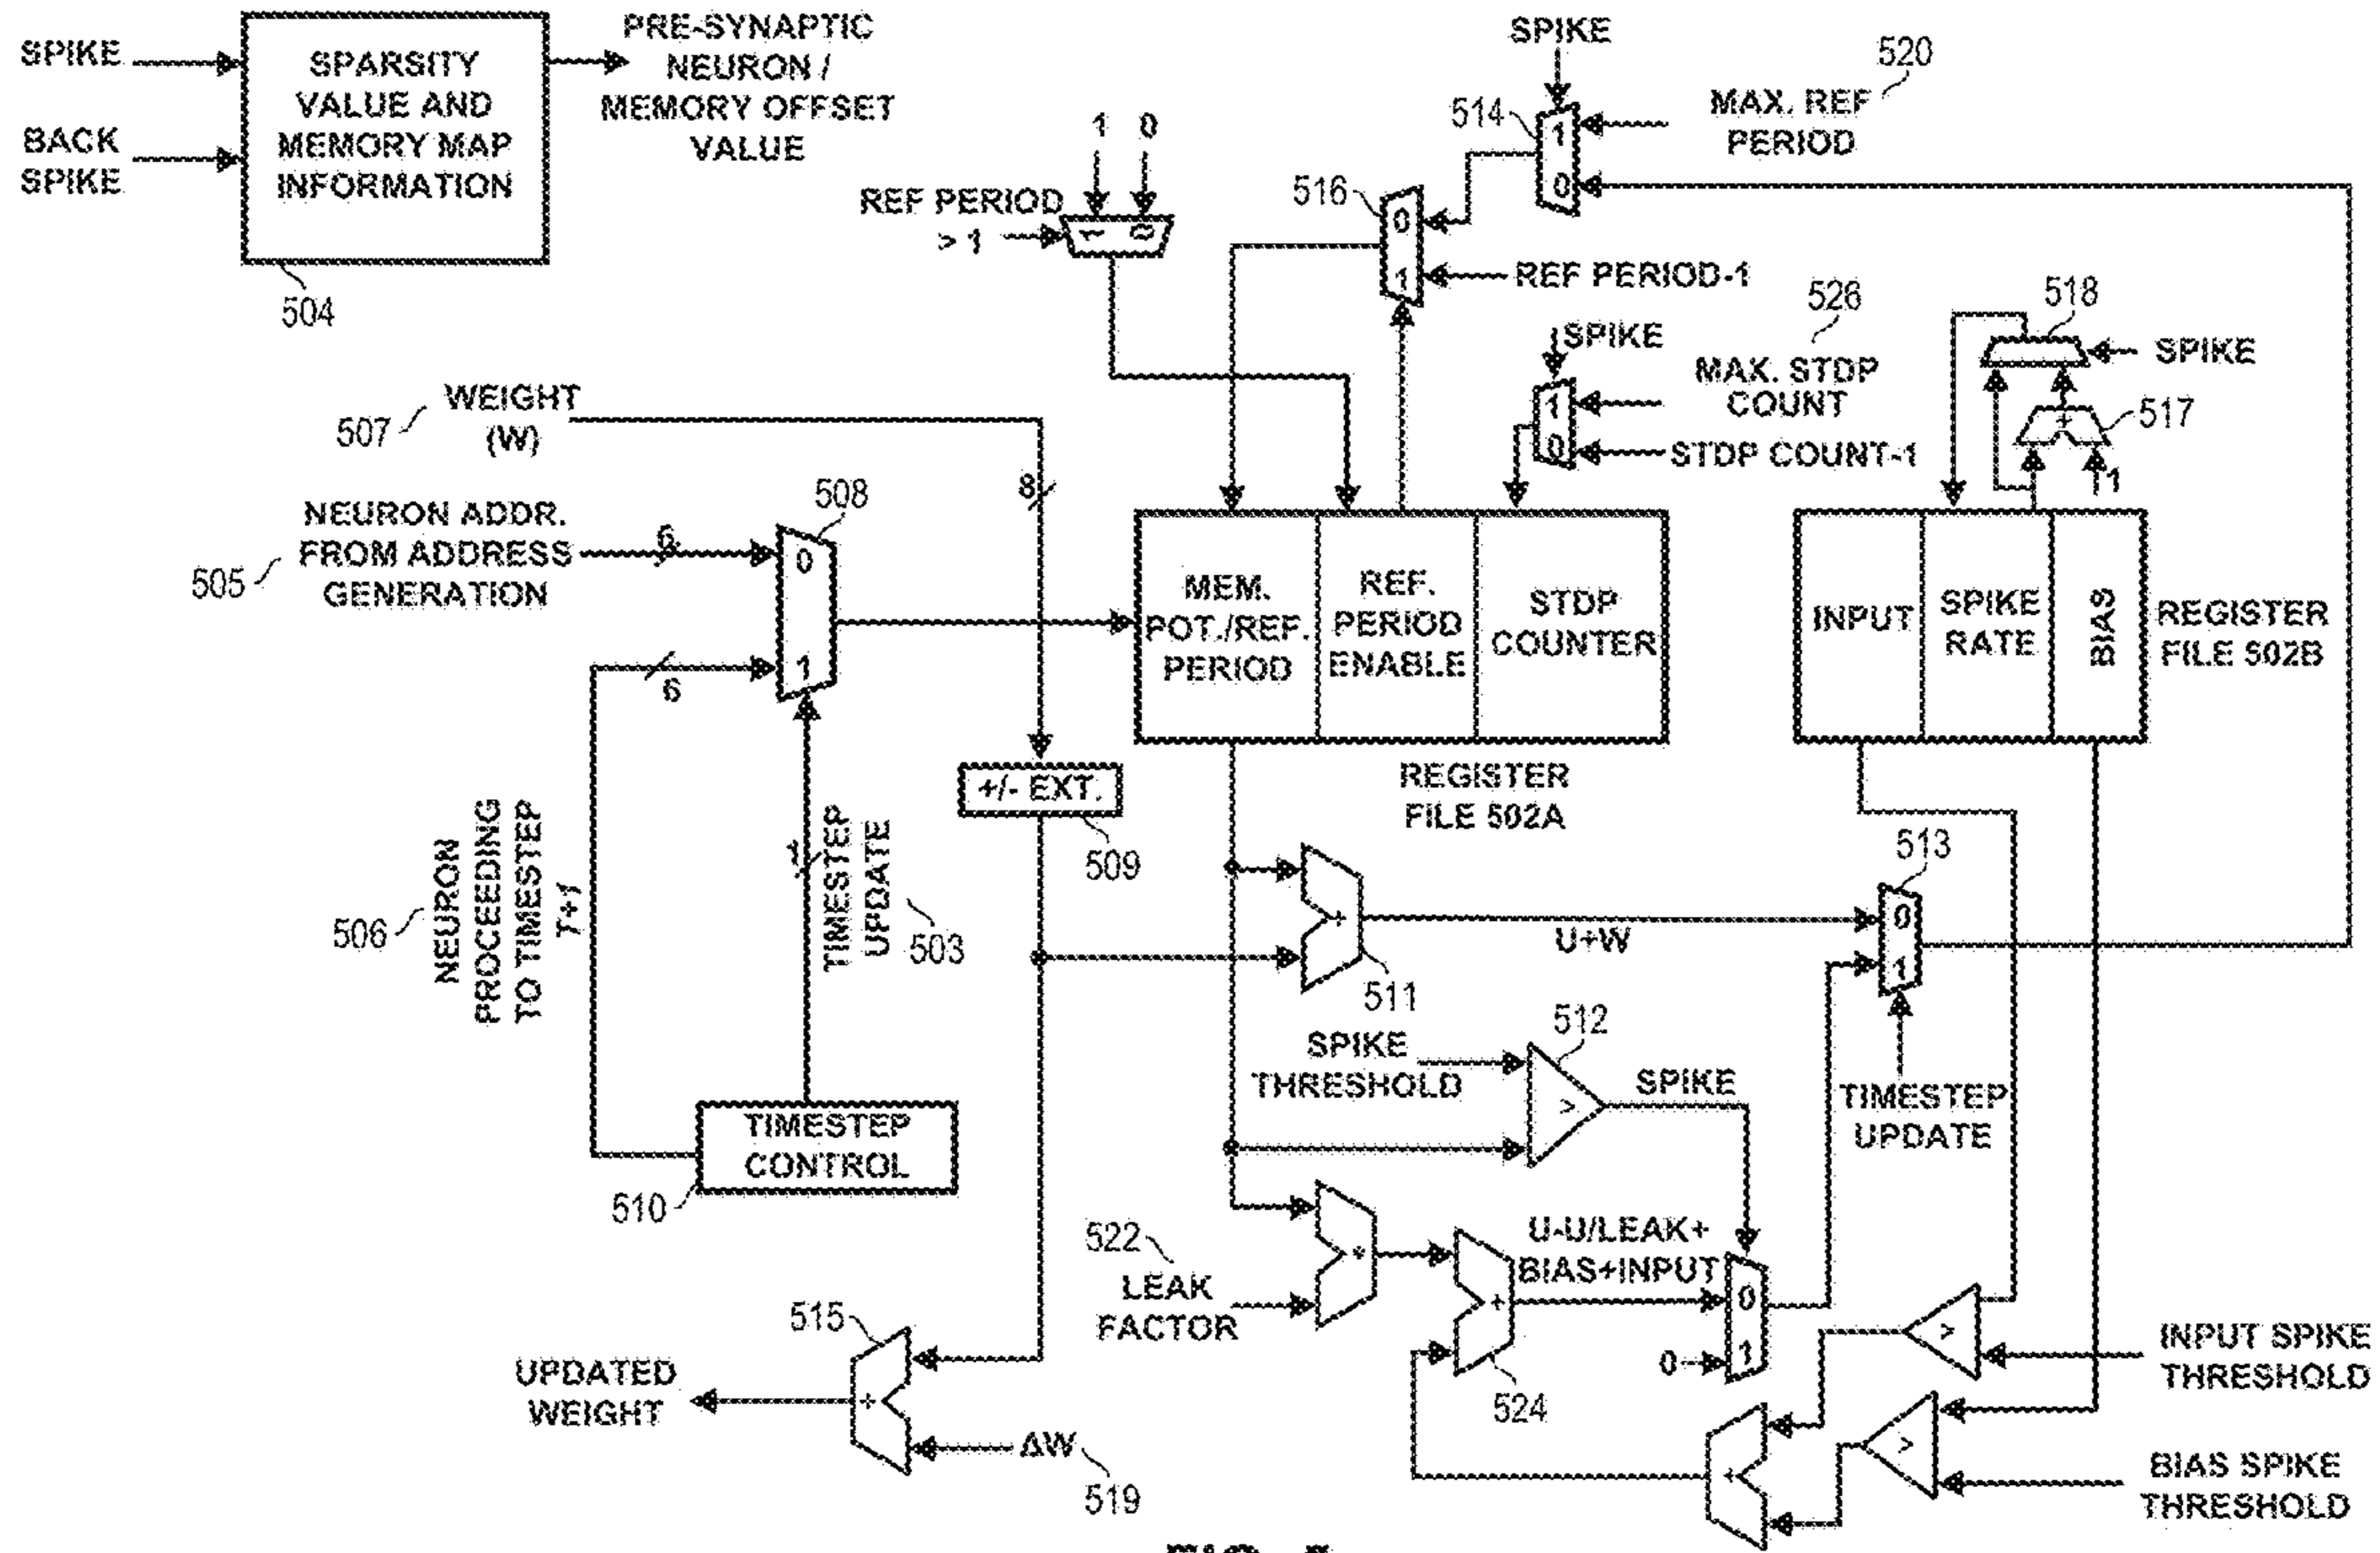 SPIKE
BACK
SPIKE
SPARSITY
VALUE AND
MEMORY MAP
INFORMATION
504
PRE-SYNAPTIC
NEURON /
MEMORY OFFSET
VALUE
1 0
REF PERIOD
> 1
1 0
SPIKE
514
1
0
MAX. REF
PERIOD
520
516
0
1
REF PERIOD-1
SPIKE
526
MAX. STDP
COUNT
1
0
STDP COUNT-1
518
SPIKE
517
+
1
507
WEIGHT
(W)
8
NEURON ADDR.
FROM ADDRESS
GENERATION
505
6
508
0
1
6
MEM.
POT./REF.
PERIOD
REF.
PERIOD
ENABLE
STDP
COUNTER
REGISTER
FILE 502A
INPUT
SPIKE
RATE
BIAS
REGISTER
FILE 502B
+/- EXT.
509
506
NEURON
PROCEEDING
TO TIMESTEP
T+1
1
TIMESTEP
UPDATE
503
TIMESTEP
CONTROL
510
+
511
U+W
513
0
1
TIMESTEP
UPDATE
SPIKE
THRESHOLD
512
>
SPIKE
522
LEAK
FACTOR
+
524
U-U/LEAK+
BIAS+INPUT
0
1
0
>
INPUT SPIKE
THRESHOLD
>
BIAS SPIKE
THRESHOLD
+
515
+
UPDATED
WEIGHT
ΔW
519